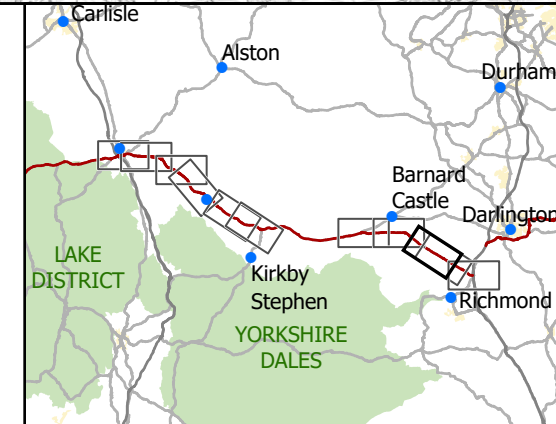 Carlisle
Alston
Durham
Barnard
Castle
Darlington
LAKE
DISTRICT
Kirkby
Stephen
Richmond
YORKSHIRE
DALES